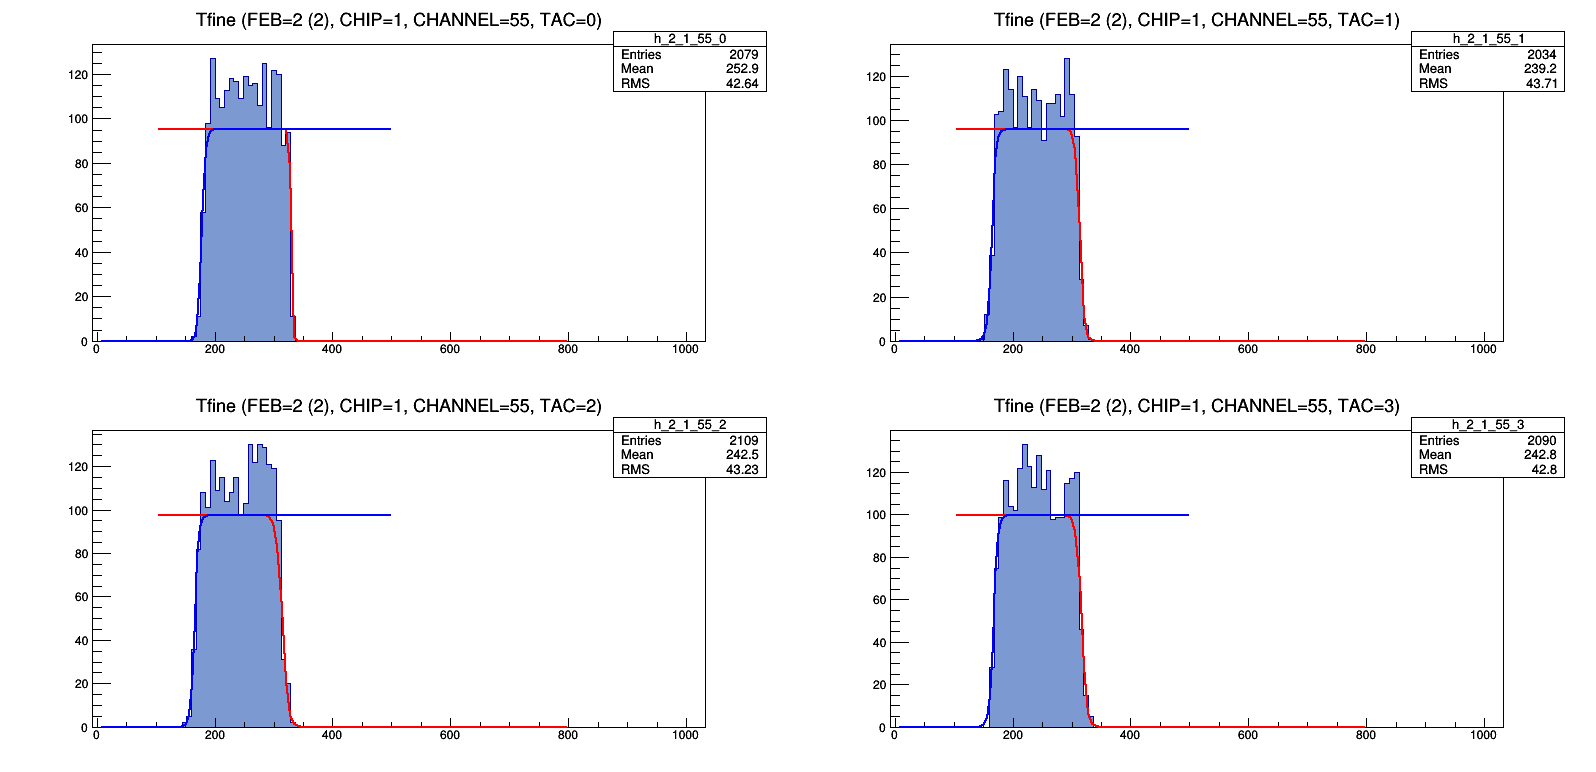 Tfine (FEB=2 (2), CHIP=1, CHANNEL=55, TAC=0)
h_2_1_55_0
Entries 2079
Mean 252.9
RMS 42.64
120
100
80
60
40
20
0
0 200 400 600 800 1000
Tfine (FEB=2 (2), CHIP=1, CHANNEL=55, TAC=1)
h_2_1_55_1
Entries 2034
Mean 239.2
RMS 43.71
120
100
80
60
40
20
0
0 200 400 600 800 1000
Tfine (FEB=2 (2), CHIP=1, CHANNEL=55, TAC=2)
h_2_1_55_2
Entries 2109
Mean 242.5
RMS 43.23
120
100
80
60
40
20
0
0 200 400 600 800 1000
Tfine (FEB=2 (2), CHIP=1, CHANNEL=55, TAC=3)
h_2_1_55_3
Entries 2090
Mean 242.8
RMS 42.8
120
100
80
60
40
20
0
0 200 400 600 800 1000